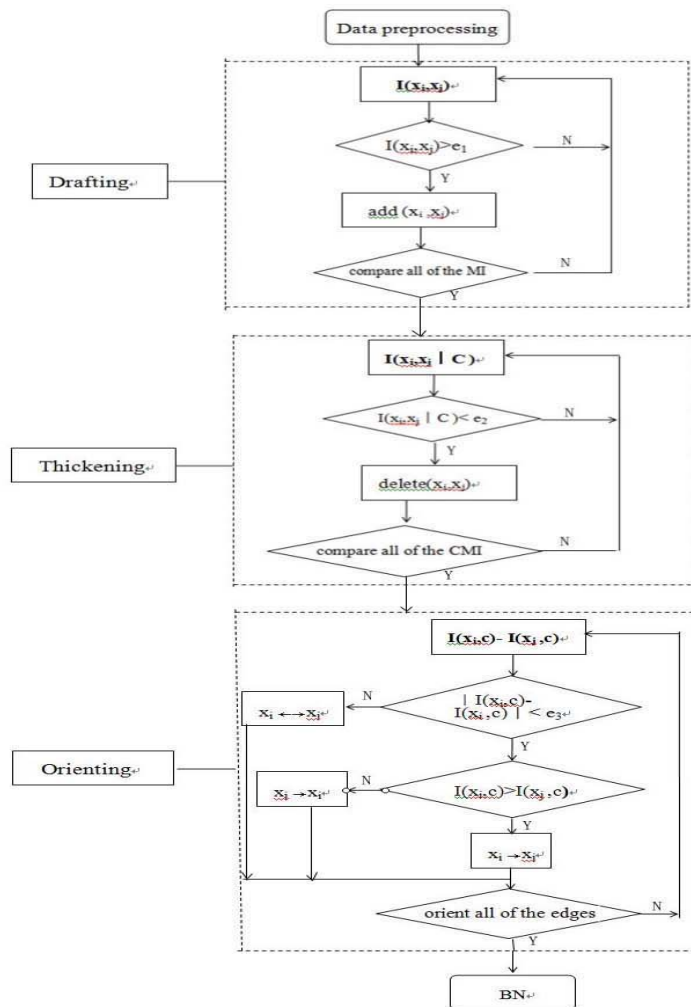 Data preprocessing
I(xᵢ,xⱼ)
I(xᵢ,xⱼ)>e₁
N
Y
Drafting
add (xᵢ ,xⱼ)
compare all of the MI
N
Y
I(xᵢ,xⱼ | C)
I(xᵢ,xⱼ | C)< e₂
N
Y
Thickening
delete(xᵢ,xⱼ)
compare all of the CMI
N
Y
I(xᵢ,c)- I(xⱼ ,c)
| I(xᵢ,c)-
I(xⱼ ,c) | < e₃
N
xᵢ ←→xⱼ
Y
Orienting
I(xᵢ,c)>I(xⱼ ,c)
N
xⱼ →xᵢ
Y
xᵢ →xⱼ
orient all of the edges
N
Y
BN